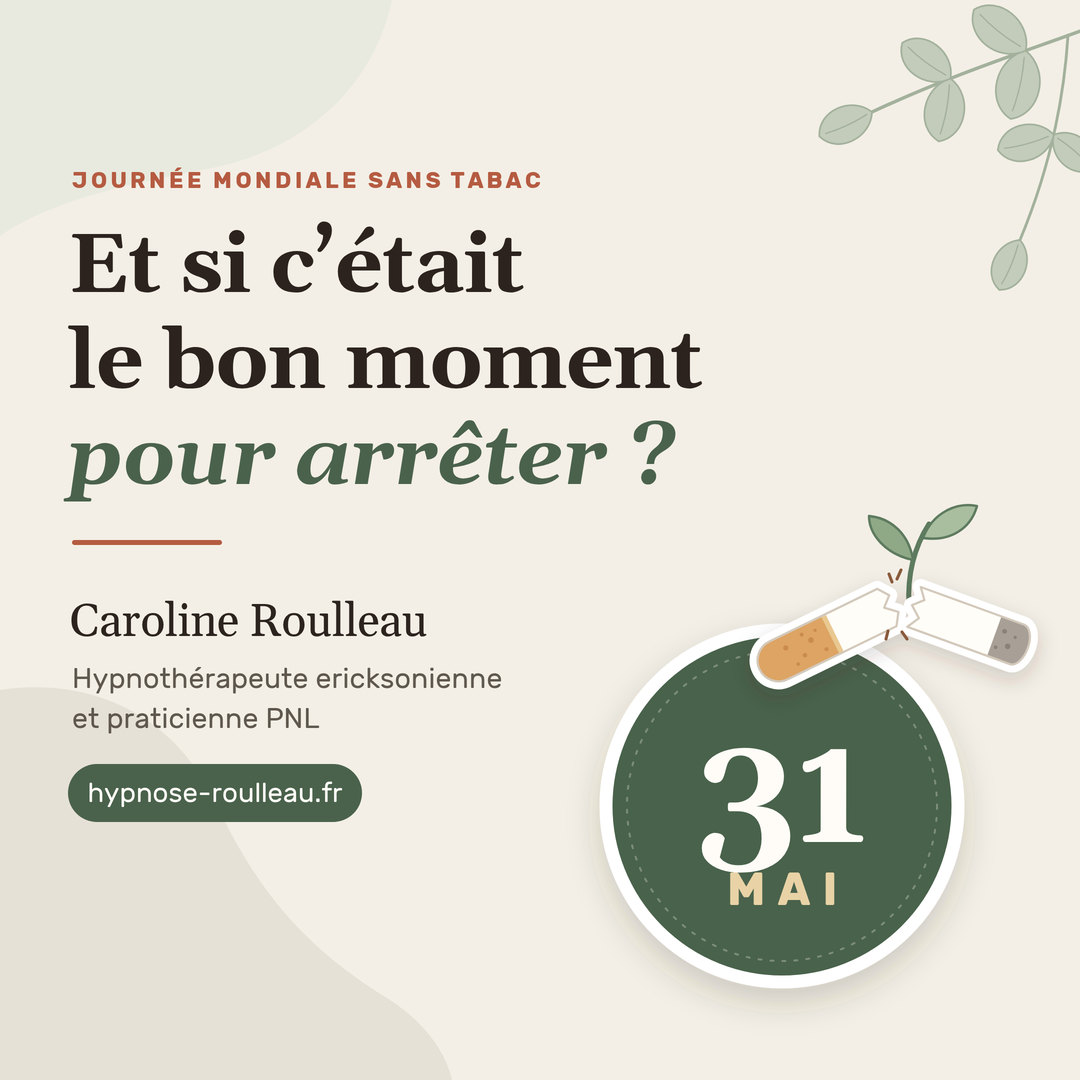 JOURNÉE MONDIALE SANS TABAC
Et si c’était
le bon moment
pour arrêter ?
Caroline Roulleau
Hypnothérapeute ericksonienne
et praticienne PNL
hypnose-roulleau.fr
31
MAI